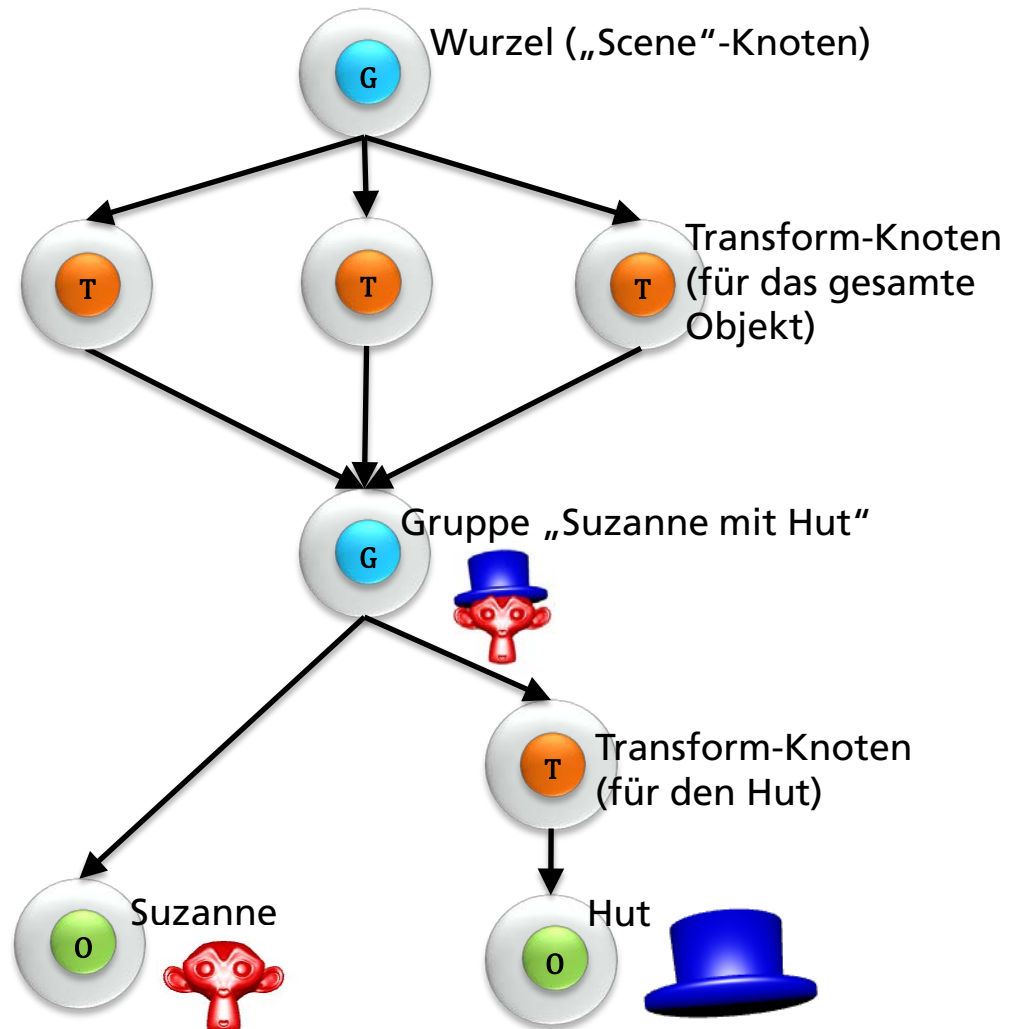 Wurzel („Scene“-Knoten)
G
T
T
T
Transform-Knoten
(für das gesamte
Objekt)
Gruppe „Suzanne mit Hut“
G
T
Transform-Knoten
(für den Hut)
Suzanne
O
Hut
O